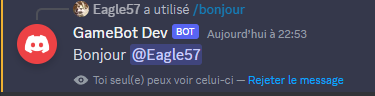 Eagle57 a utilisé /bonjour
GameBot Dev BOT Aujourd'hui à 22:53
Bonjour @Eagle57
Toi seul(e) peux voir celui-ci — Rejeter le message